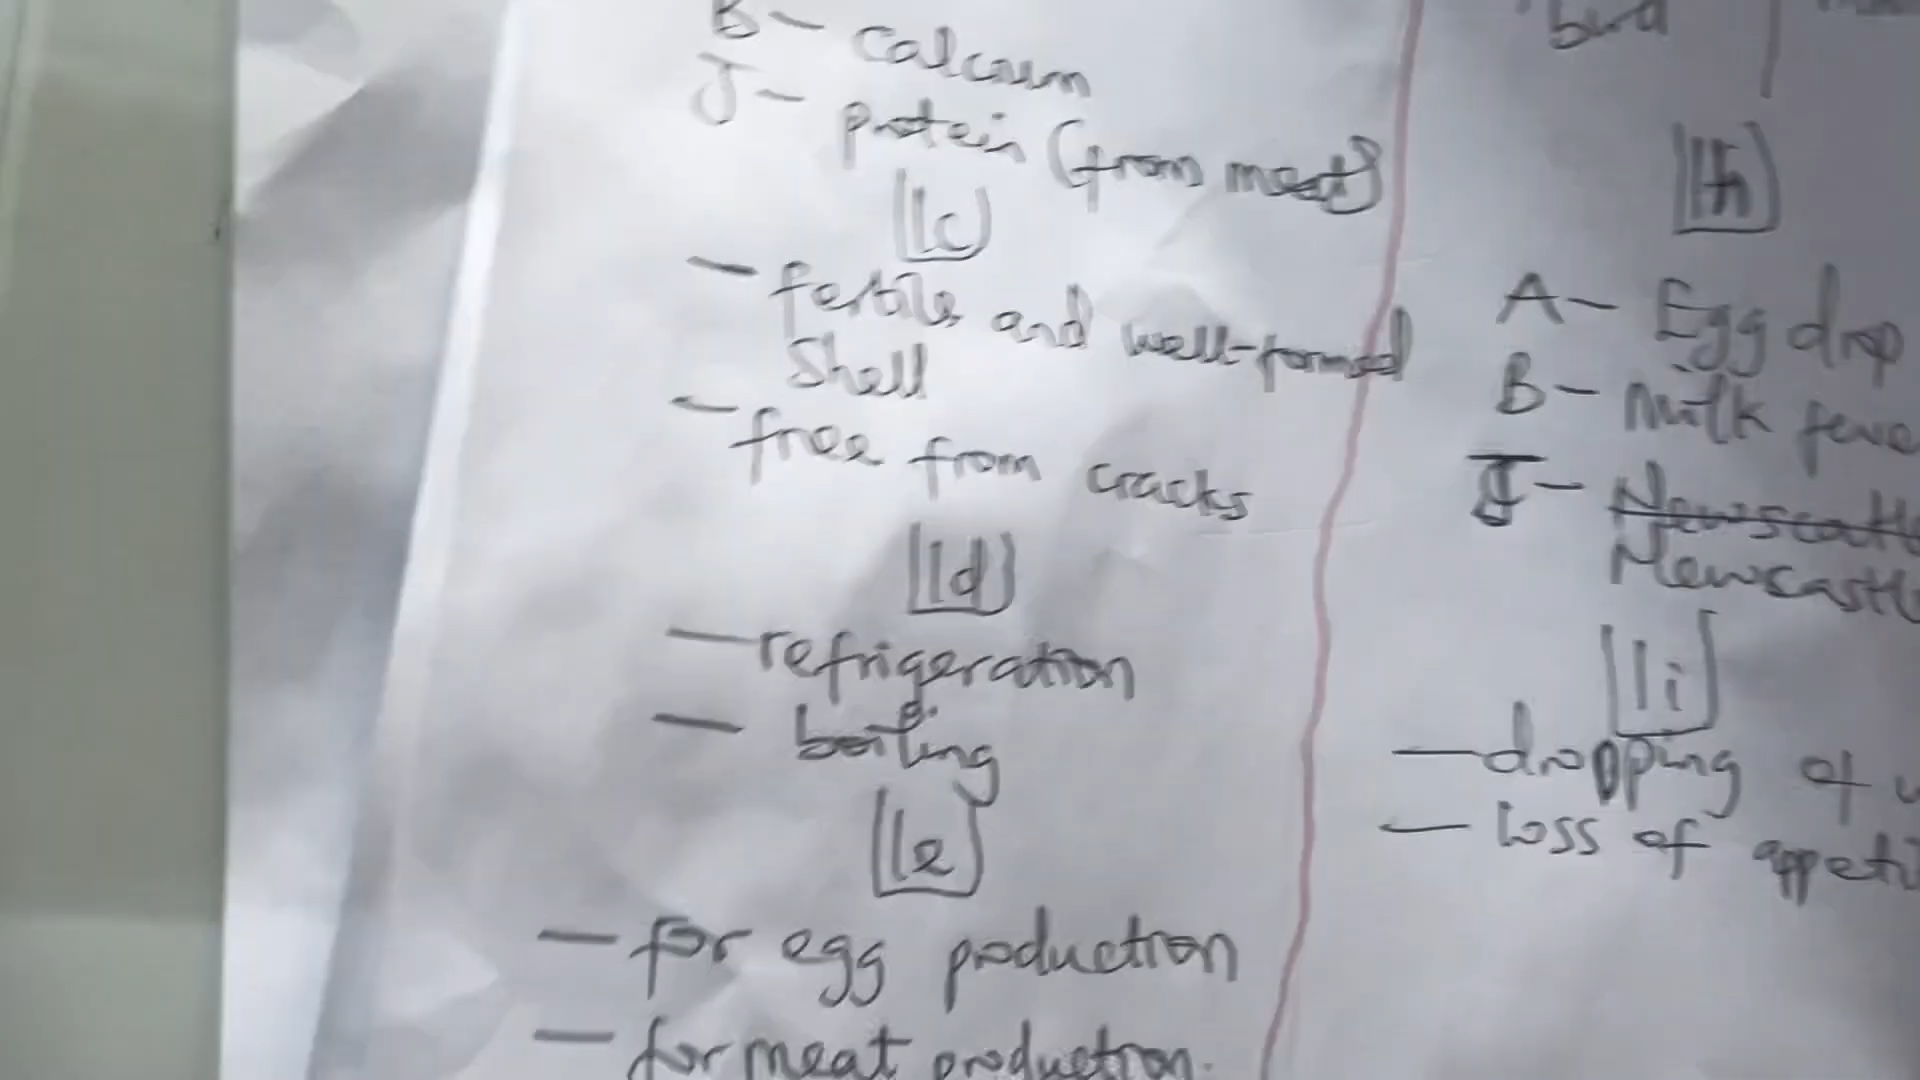 B- Calcium
J- protein (from meat)
1c
- fertile and well-formed
Shell
- free from cracks
1d
- refrigeration
- boiling
1e
- for egg production
- for meat production.
bird
1h
A- Egg drop
B- Milk feve
J-
Newcastle
1i
- dropping of
- loss of appeti